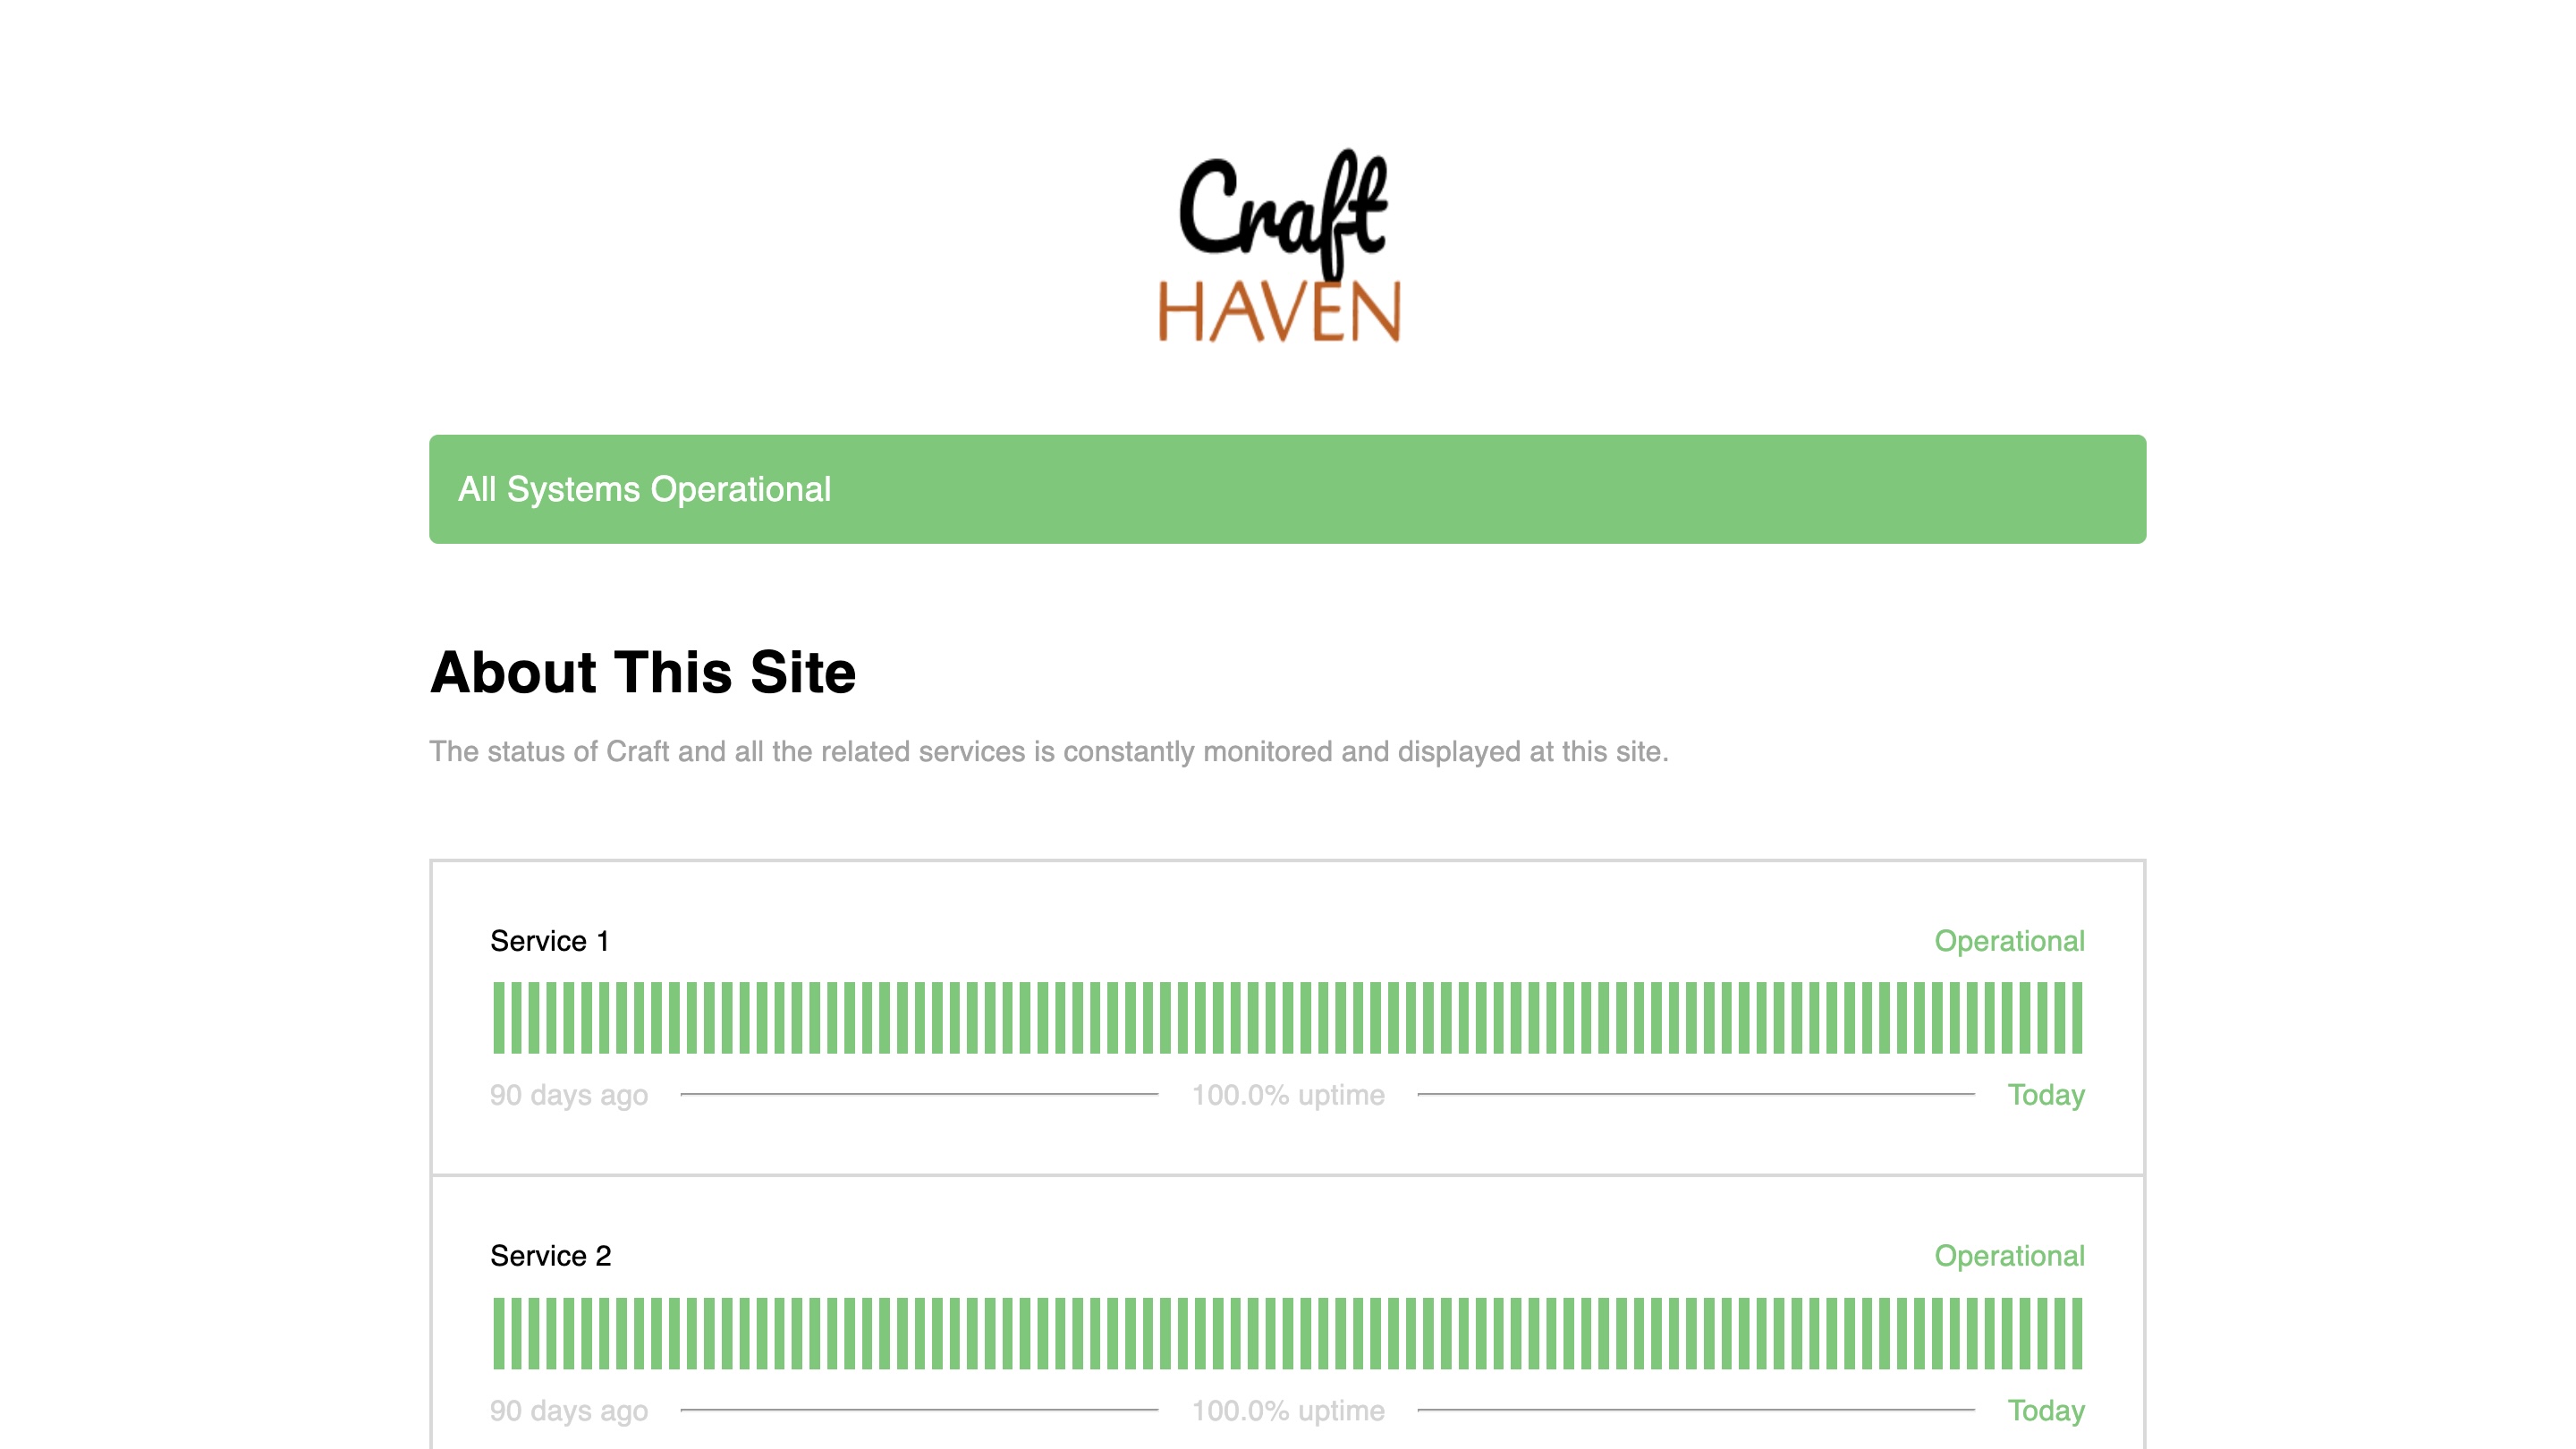 Craft
HAVEN
All Systems Operational
About This Site
The status of Craft and all the related services is constantly monitored and displayed at this site.
Service 1 Operational
90 days ago 100.0% uptime Today
Service 2 Operational
90 days ago 100.0% uptime Today